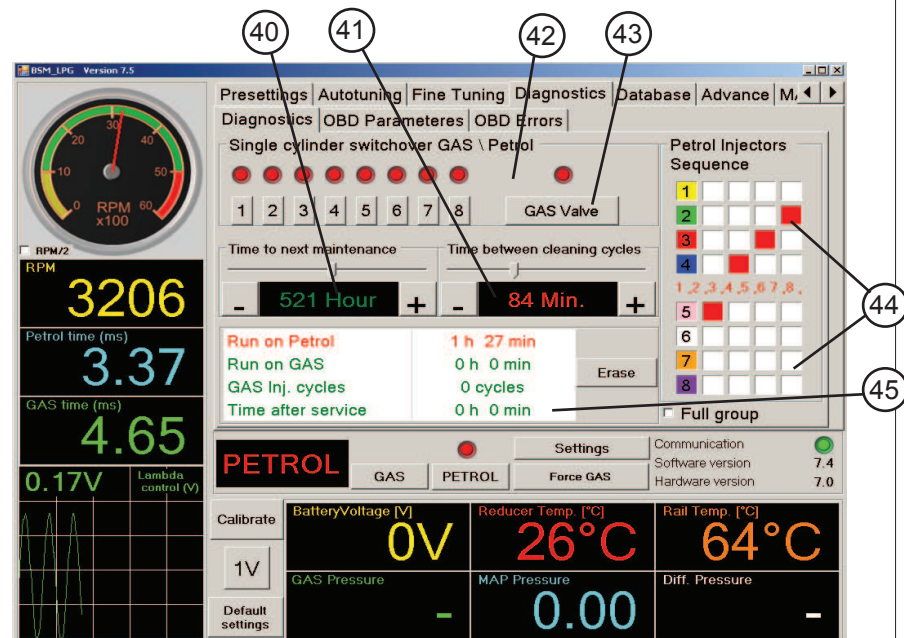 40
41
42
43
BSM_LPG Version 7.5
Presettings Autotuning Fine Tuning Diagnostics Database Advance
Diagnostics OBD Parameteres OBD Errors
Single cylinder switchover GAS \ Petrol
1 2 3 4 5 6 7 8 GAS Valve
Petrol Injectors
Sequence
1
2
3
4
1,2,3,4,5,6,7,8,
5
6
7
8
Full group
44
45
0 10 20 30 40 50 60
RPM
x100
RPM/2
RPM
3206
Petrol time (ms)
3.37
GAS time (ms)
4.65
0.17V Lambda
control (V)
Time to next maintenance
- 521 Hour +
Time between cleaning cycles
- 84 Min. +
Run on Petrol 1 h 27 min
Run on GAS 0 h 0 min
GAS Inj. cycles 0 cycles
Time after service 0 h 0 min
Erase
PETROL
GAS
PETROL
Settings
Force GAS
Communication
Software version 7.4
Hardware version 7.0
Calibrate
1V
Default
settings
BatteryVoltage [V]
0V
Reducer Temp. [°C]
26°C
Rail Temp. [°C]
64°C
GAS Pressure
-
MAP Pressure
0.00
Diff. Pressure
-